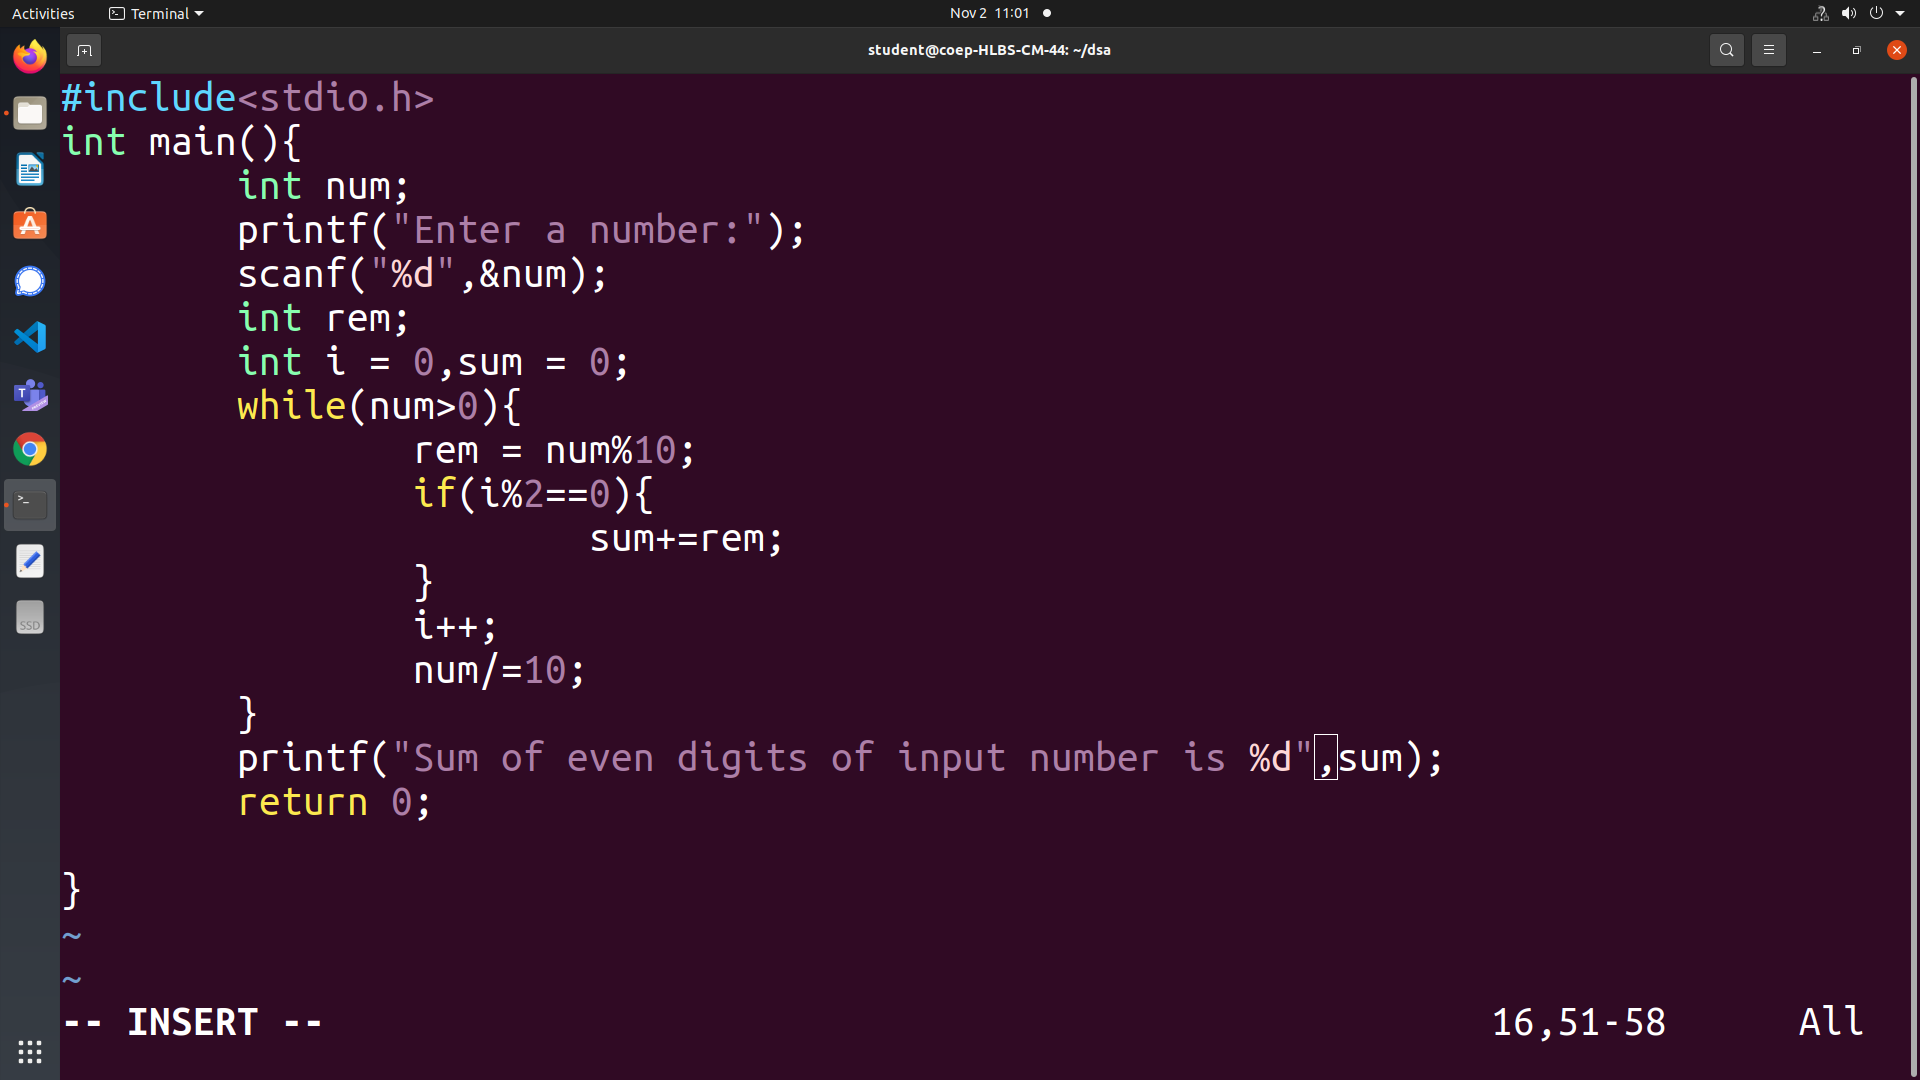 Activities Terminal Nov 2 11:01
student@coep-HLBS-CM-44: ~/dsa
#include<stdio.h>
int main(){
        int num;
        printf("Enter a number:");
        scanf("%d",&num);
        int rem;
        int i = 0,sum = 0;
        while(num>0){
                rem = num%10;
                if(i%2==0){
                        sum+=rem;
                }
                i++;
                num/=10;
        }
        printf("Sum of even digits of input number is %d",sum);
        return 0;

}
~
~
-- INSERT -- 16,51-58 All
SSD